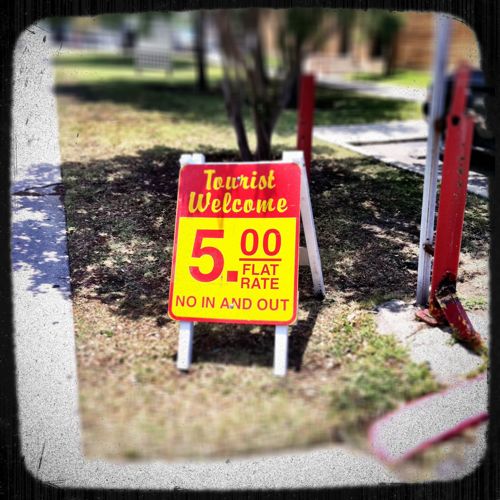 Tourist
Welcome
5.00
FLAT
RATE
NO IN AND OUT